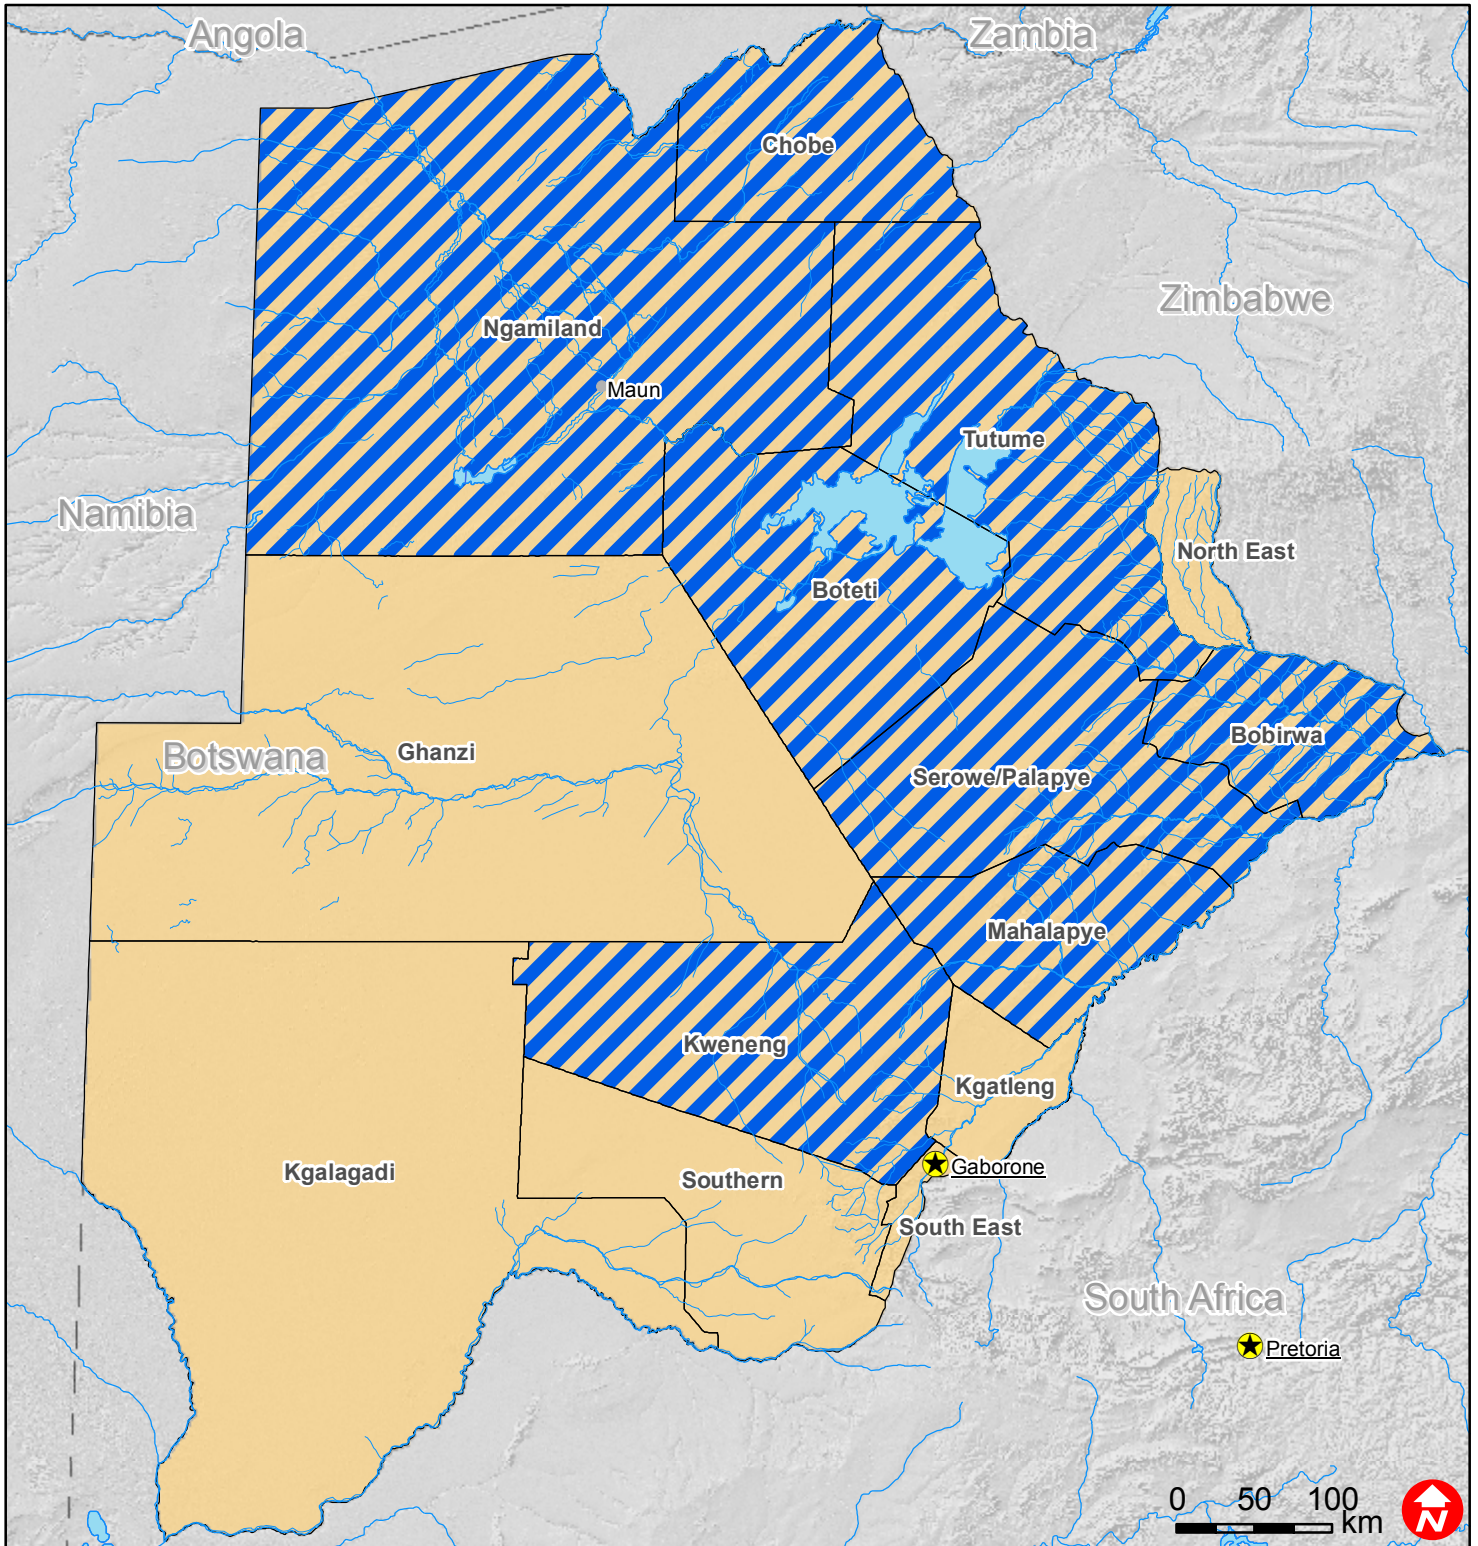 Angola
Zambia
Chobe
Zimbabwe
Ngamiland
Maun
Tutume
Namibia
North East
Boteti
Bobirwa
Botswana
Ghanzi
Serowe/Palapye
Mahalapye
Kweneng
Kgatleng
Kgalagadi
Southern
Gaborone
South East
South Africa
Pretoria
0 50 100
km
N